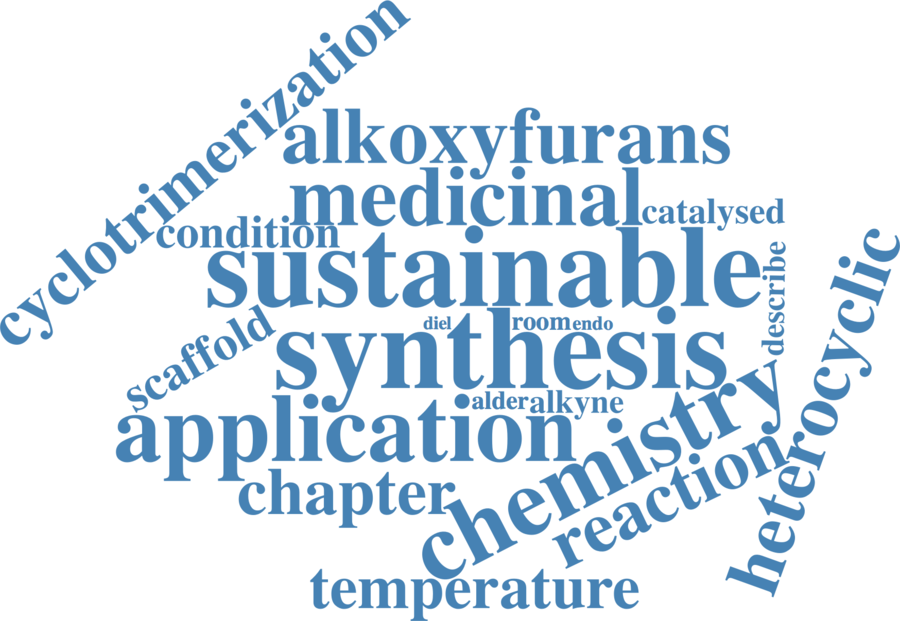 cyclotrimerization
alkoxyfurans
medicinal
catalysed
condition
sustainable
describe
heterocyclic
scaffold
diel
room
endo
synthesis
alder
alkyne
application
chemistry
reaction
chapter
temperature